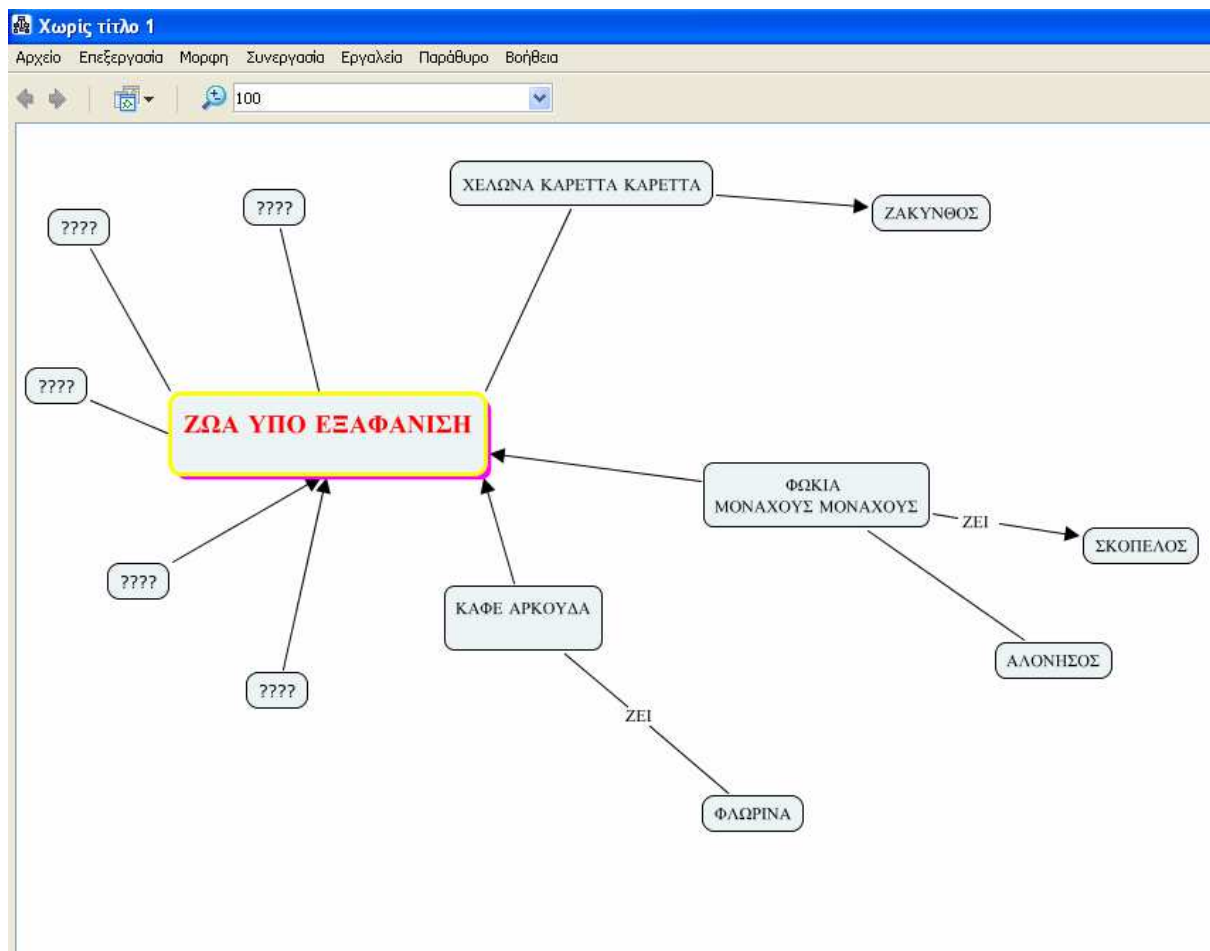 Χωρίς τίτλο 1
Αρχείο Επεξεργασία Μορφη Συνεργασία Εργαλεία Παράθυρο Βοήθεια
100
ΧΕΛΩΝΑ ΚΑΡΕΤΤΑ ΚΑΡΕΤΤΑ
????
????
ΖΑΚΥΝΘΟΣ
????
ΖΩΑ ΥΠΟ ΕΞΑΦΑΝΙΣΗ
ΦΩΚΙΑ
ΜΟΝΑΧΟΥΣ ΜΟΝΑΧΟΥΣ
ΖΕΙ
ΣΚΟΠΕΛΟΣ
????
ΚΑΦΕ ΑΡΚΟΥΔΑ
ΑΛΟΝΗΣΟΣ
????
ΖΕΙ
ΦΛΩΡΙΝΑ